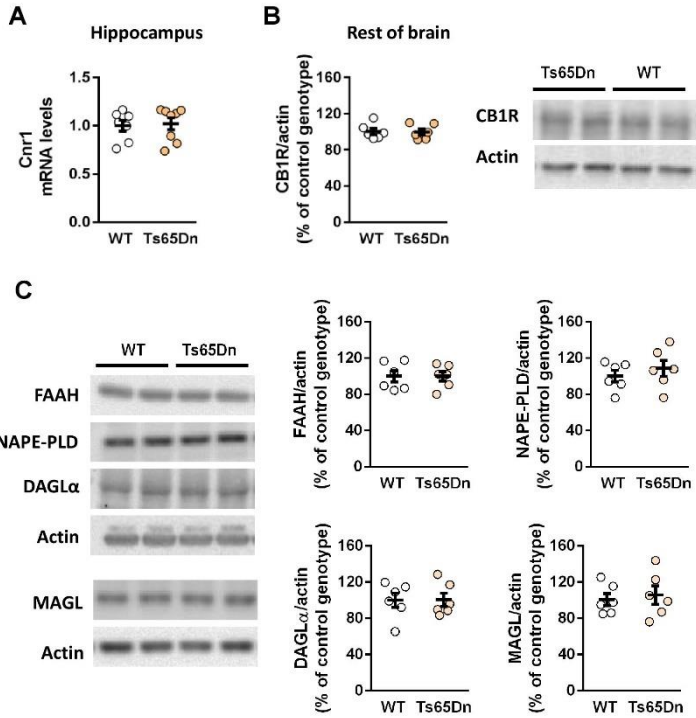 A
Hippocampus
Cnr1
mRNA levels
1.5
1.0
0.5
0.0
WT Ts65Dn
B
Rest of brain
CB1R/actin
(% of control genotype)
160
120
80
40
0
WT Ts65Dn
Ts65Dn WT
CB1R
Actin
C
WT Ts65Dn
FAAH
NAPE-PLD
DAGLα
Actin
MAGL
Actin
FAAH/actin
(% of control genotype)
160
120
80
40
0
WT Ts65Dn
NAPE-PLD/actin
(% of control genotype)
160
120
80
40
0
WT Ts65Dn
DAGLα/actin
(% of control genotype)
160
120
80
40
0
WT Ts65Dn
MAGL/actin
(% of control genotype)
160
120
80
40
0
WT Ts65Dn